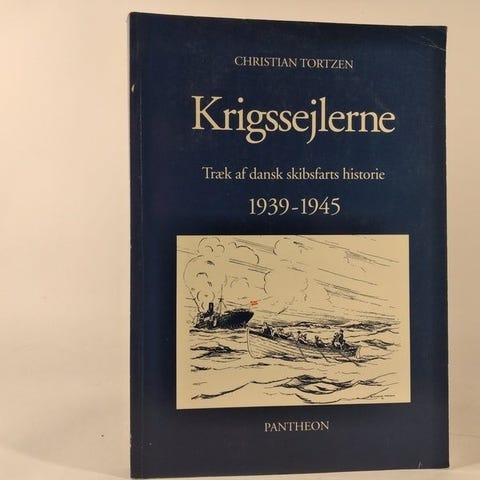 CHRISTIAN TORTZEN
Krigssejlerne
Træk af dansk skibsfarts historie
1939-1945
PANTHEON